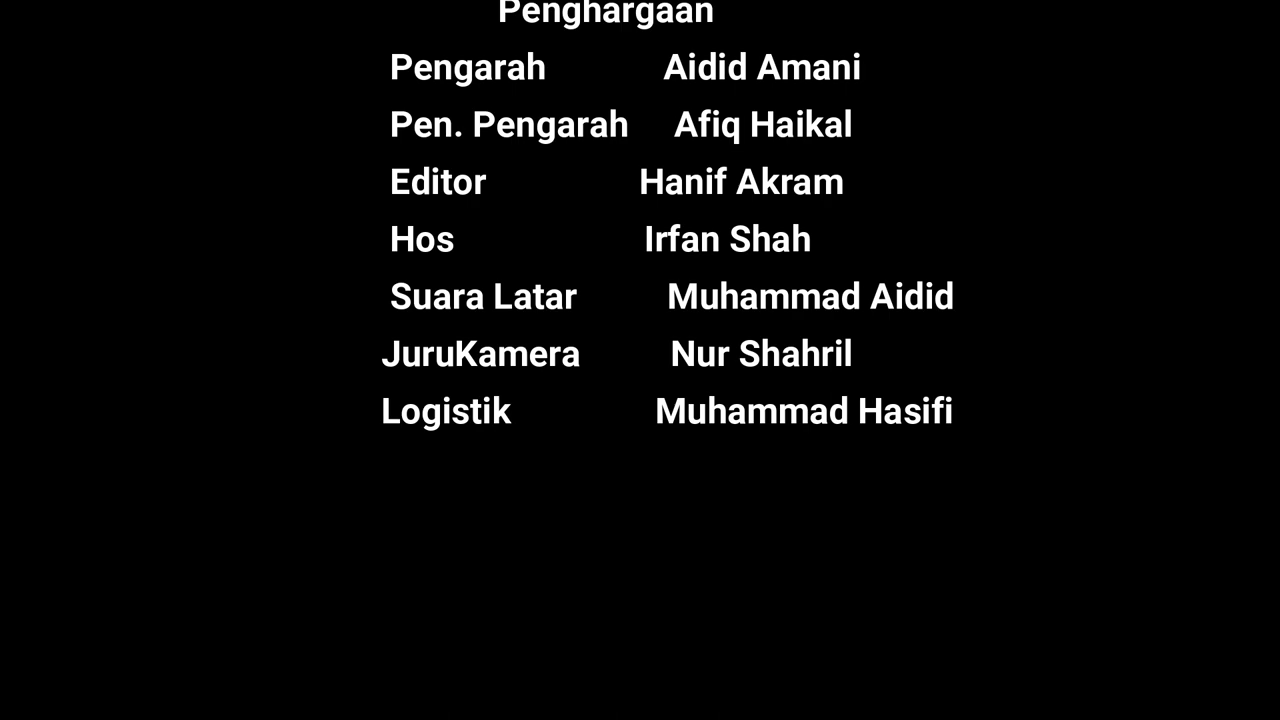 Penghargaan
Pengarah Aidid Amani
Pen. Pengarah Afiq Haikal
Editor Hanif Akram
Hos Irfan Shah
Suara Latar Muhammad Aidid
JuruKamera Nur Shahril
Logistik Muhammad Hasifi